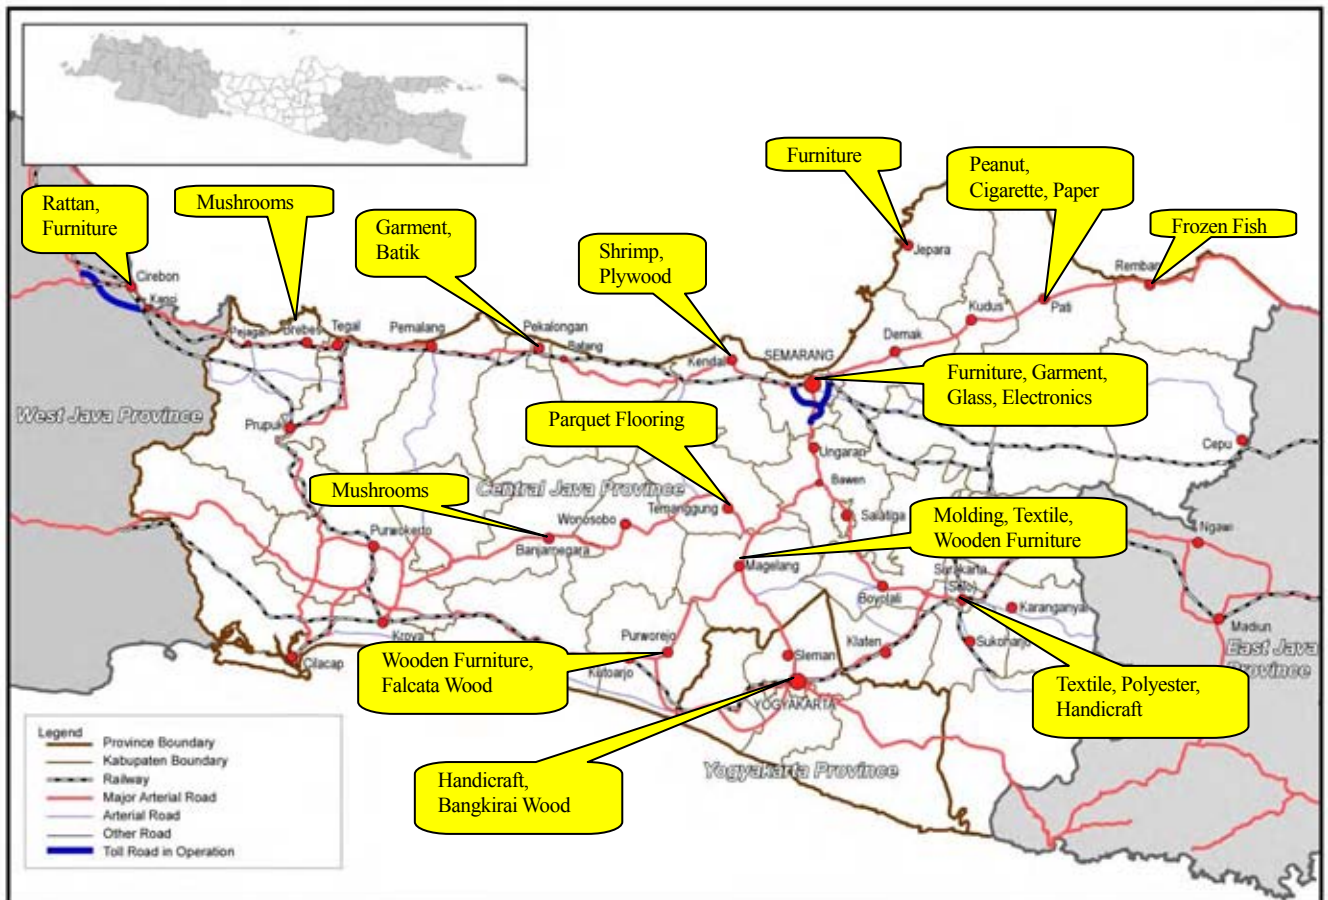 Furniture
Peanut,
Cigarette, Paper
Rattan,
Furniture
Mushrooms
Garment,
Batik
Shrimp,
Plywood
Frozen Fish
Jepara
Cirebon
Kanci
Rembang
Kudus
Pati
Demak
Pejagan
Brebes
Tegal
Pemalang
Pekalongan
Batang
Kendal
SEMARANG
Furniture, Garment,
Glass, Electronics
West Java Province
Prupuk
Parquet Flooring
Ungaran
Cepu
Mushrooms
Central Java Province
Bawen
Temanggung
Wonosobo
Salatiga
Molding, Textile,
Wooden Furniture
Ngawi
Purwokerto
Banjarnegara
Magelang
Surakarta
(Solo)
Boyolali
Karanganyar
Madiun
Kroya
Purworejo
Klaten
Sukoharjo
East Java
Province
Cilacap
Wooden Furniture,
Falcata Wood
Kutoarjo
Sleman
YOGYAKARTA
Textile, Polyester,
Handicraft
Handicraft,
Bangkirai Wood
Yogyakarta Province
Legend
Province Boundary
Kabupaten Boundary
Railway
Major Arterial Road
Arterial Road
Other Road
Toll Road in Operation